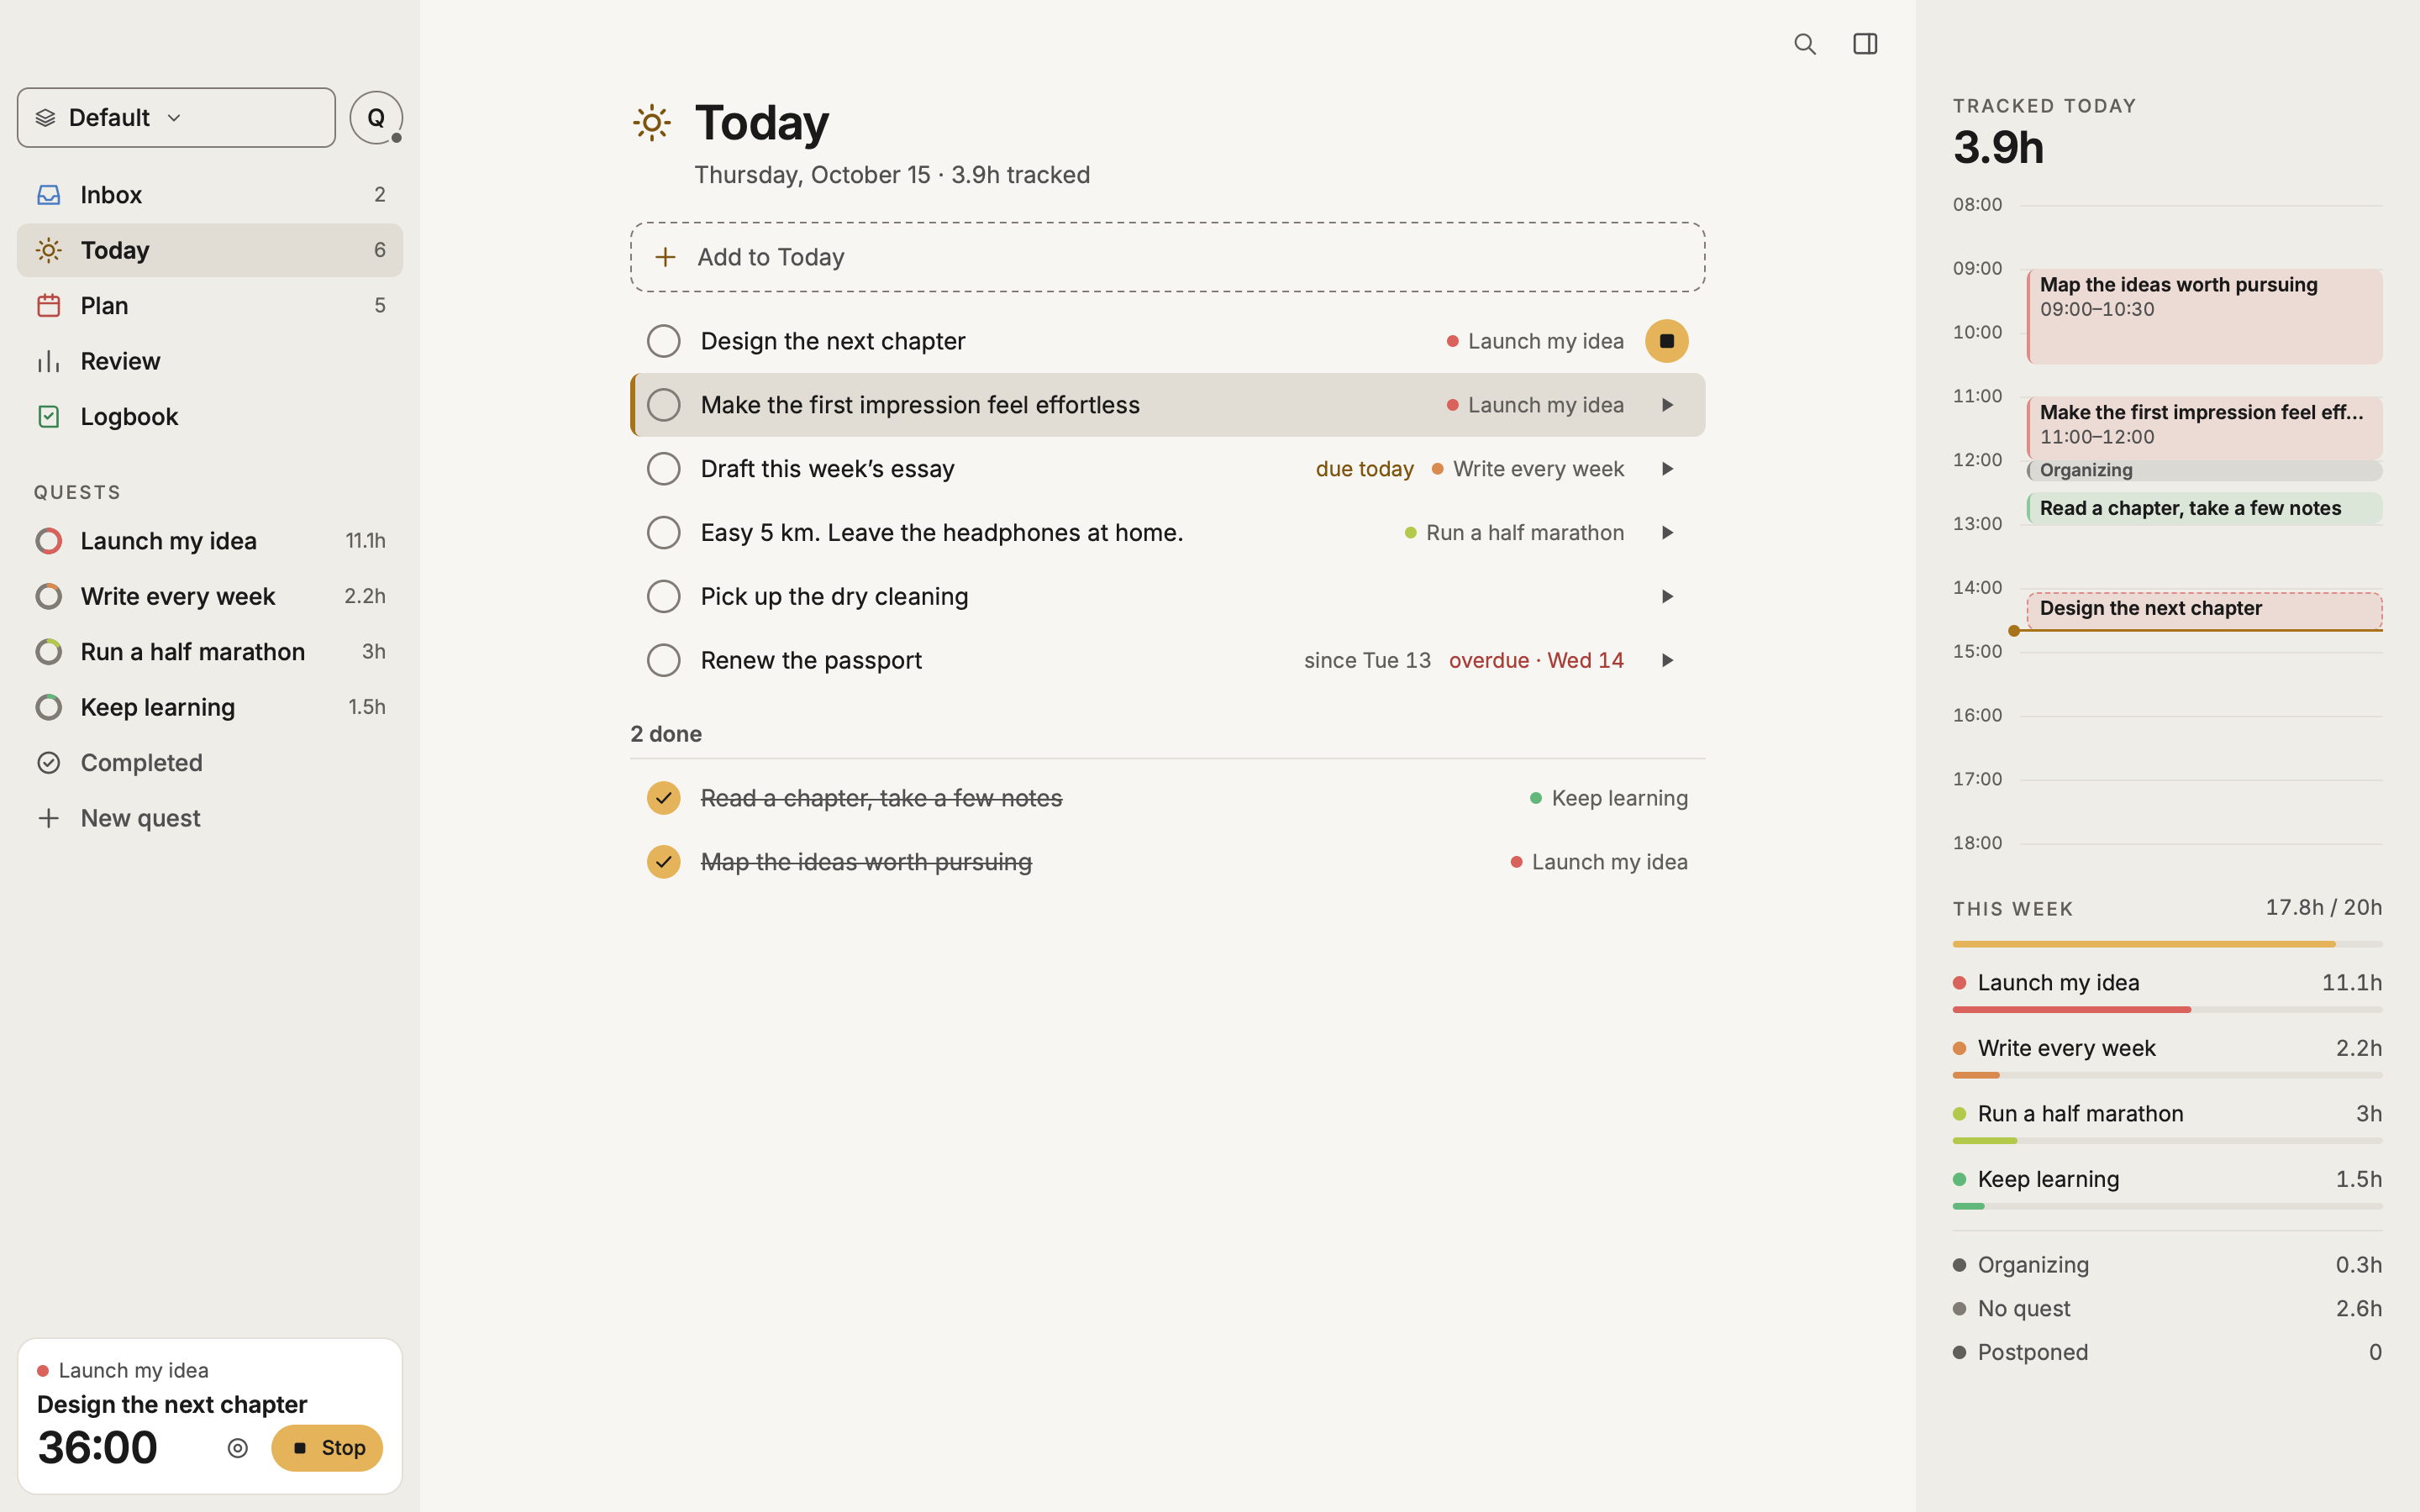 Default
Q
Inbox 2
Today 6
Plan 5
Review
Logbook
QUESTS
Launch my idea 11.1h
Write every week 2.2h
Run a half marathon 3h
Keep learning 1.5h
Completed
New quest
Launch my idea
Design the next chapter
36:00 Stop
Today
Thursday, October 15 · 3.9h tracked
Add to Today
Design the next chapter Launch my idea
Make the first impression feel effortless Launch my idea
Draft this week’s essay due today Write every week
Easy 5 km. Leave the headphones at home. Run a half marathon
Pick up the dry cleaning
Renew the passport since Tue 13 overdue · Wed 14
2 done
Read a chapter, take a few notes Keep learning
Map the ideas worth pursuing Launch my idea
TRACKED TODAY
3.9h
08:00
09:00
Map the ideas worth pursuing
09:00–10:30
10:00
11:00
Make the first impression feel eff...
11:00–12:00
12:00
Organizing
Read a chapter, take a few notes
13:00
14:00
Design the next chapter
15:00
16:00
17:00
18:00
THIS WEEK 17.8h / 20h
Launch my idea 11.1h
Write every week 2.2h
Run a half marathon 3h
Keep learning 1.5h
Organizing 0.3h
No quest 2.6h
Postponed 0